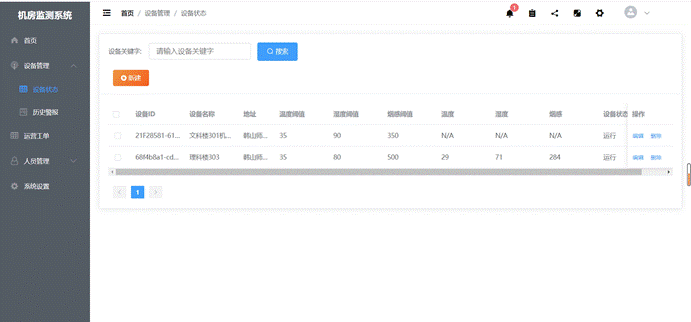 机房监测系统
首页 / 设备管理 / 设备状态
1
首页
设备管理
设备状态
历史警报
运营工单
人员管理
系统设置
设备关键字:
请输入设备关键字
搜索
新建
设备ID 设备名称 地址 温度阈值 湿度阈值 烟感阈值 温度 湿度 烟感 设备状态 操作
21F28581-61... 文科楼301机... 韩山师... 35 90 350 N/A N/A N/A 运行 编辑 删除
68f4b8a1-cd... 理科楼303 韩山师... 35 80 500 29 71 284 运行 编辑 删除
1